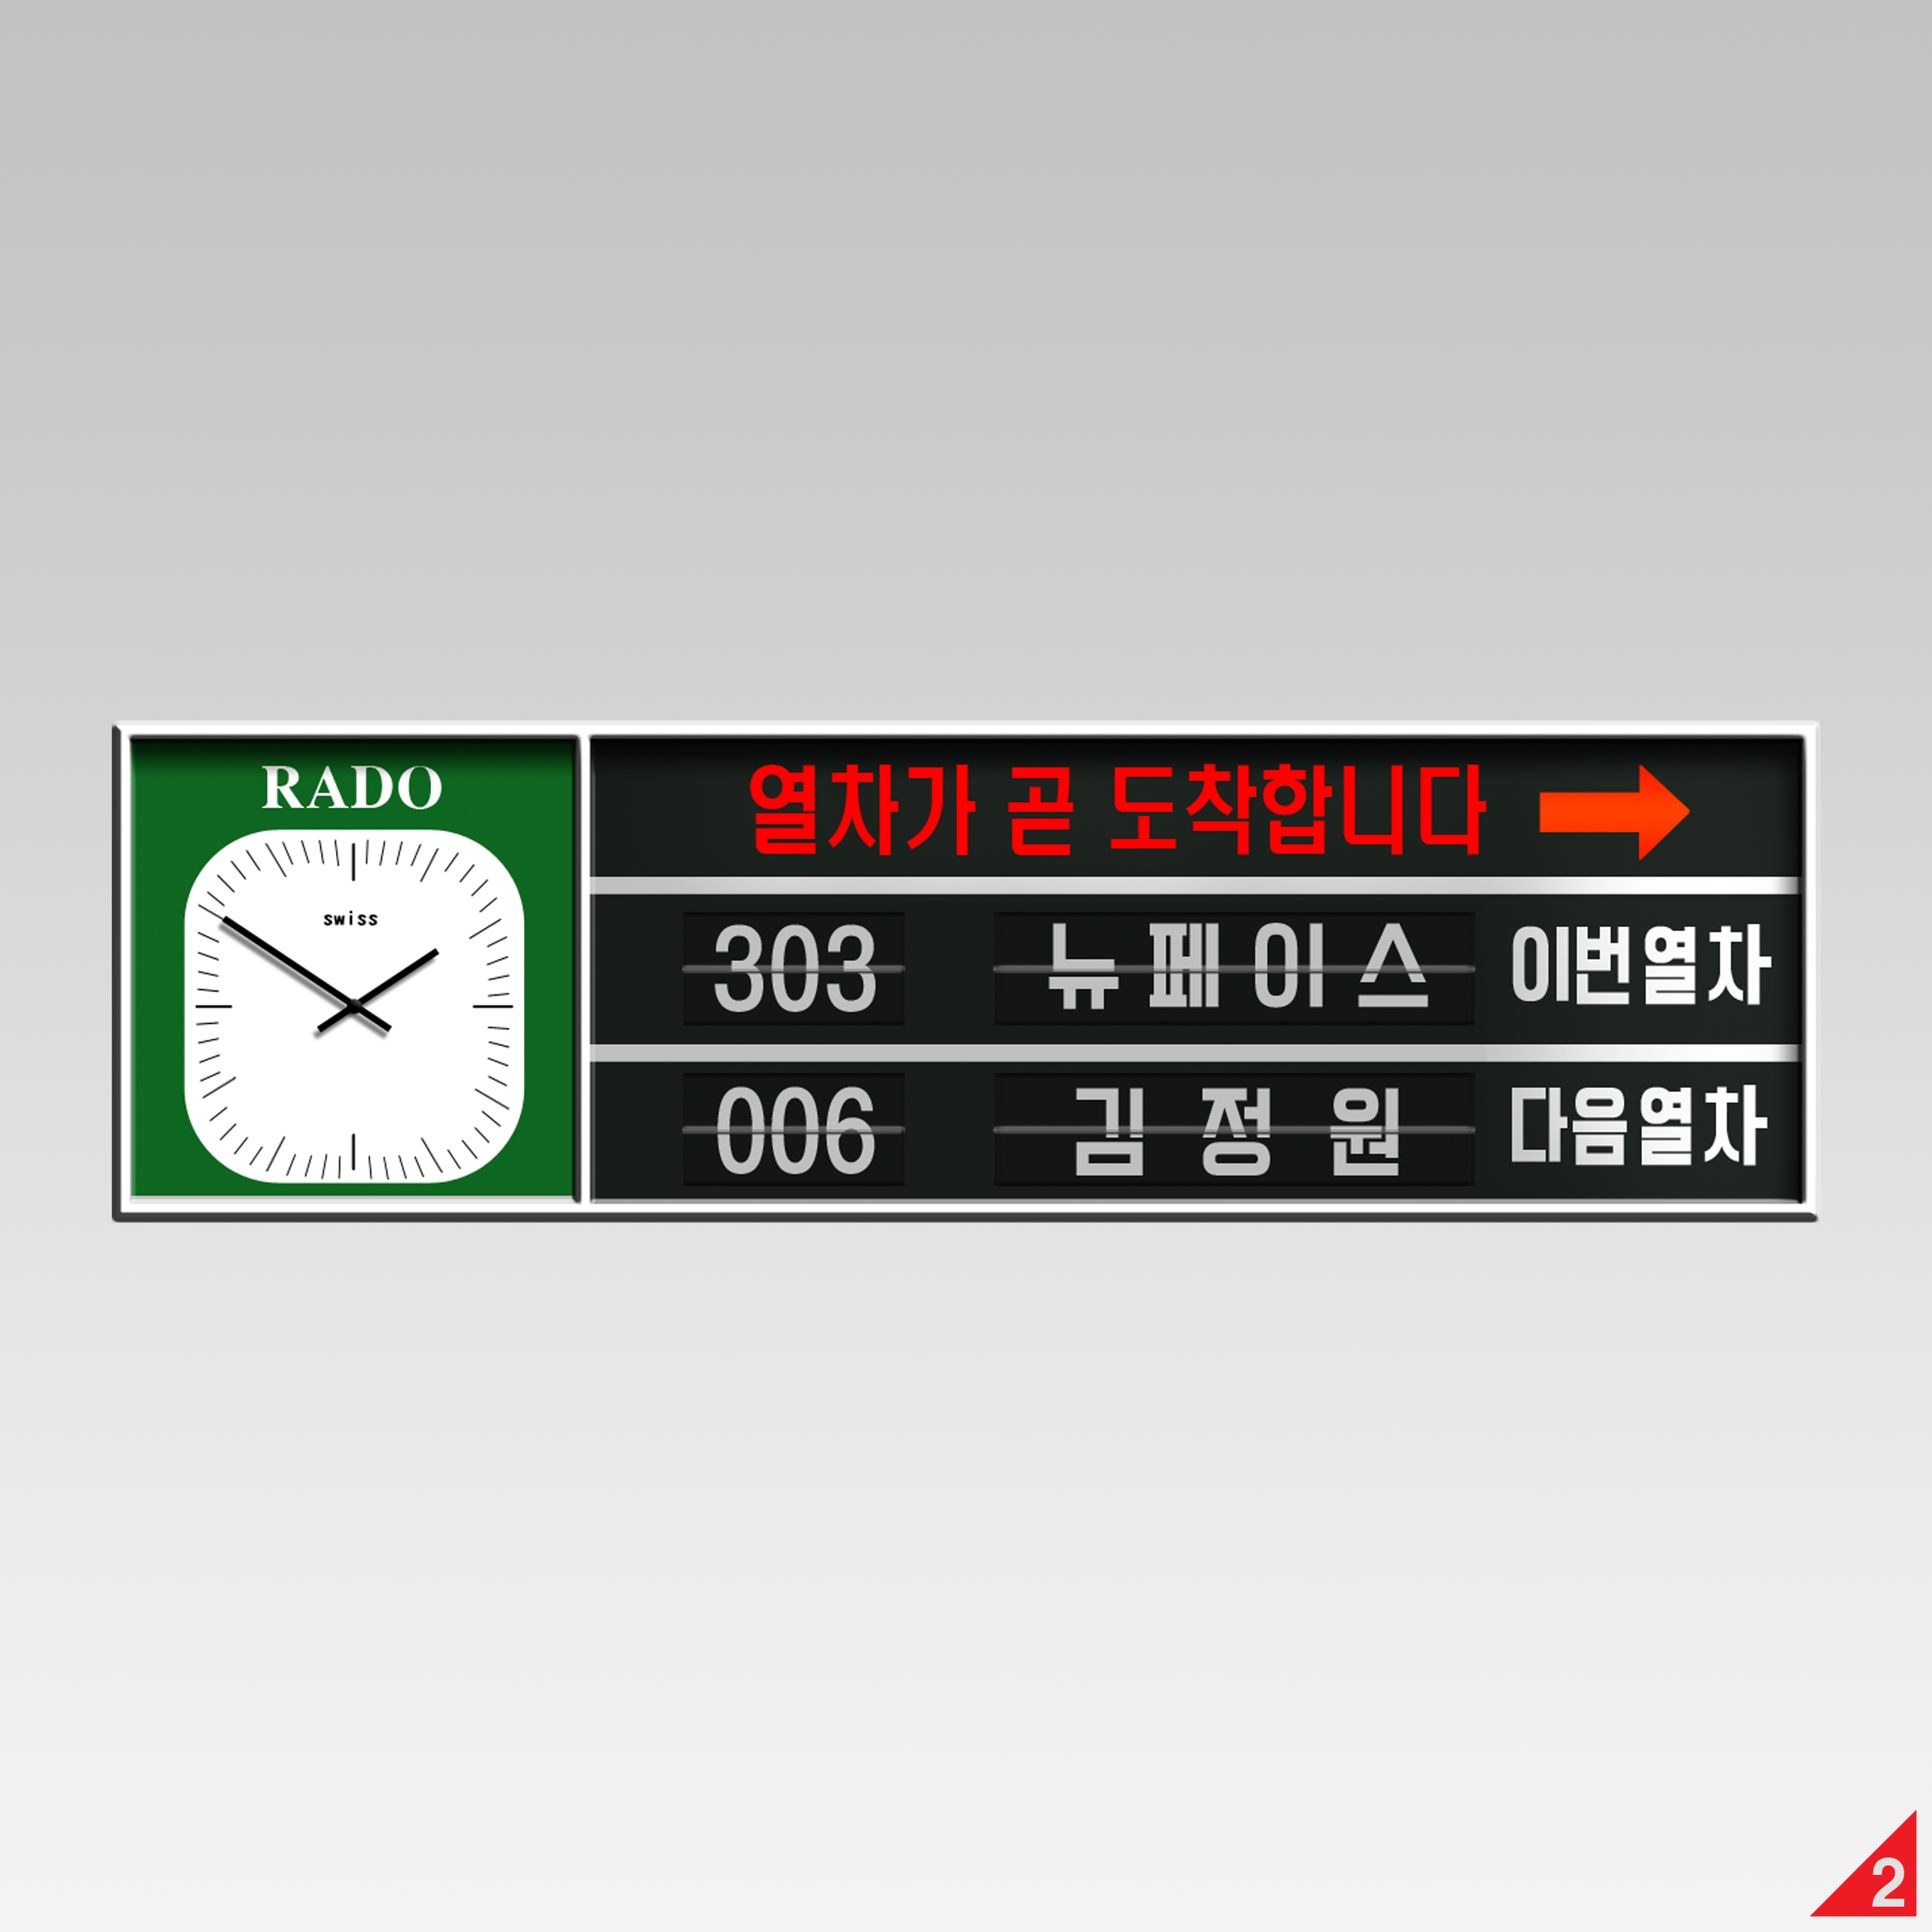 RADO
swiss
열차가 곧 도착합니다
303 뉴페이스 이번열차
006 김정원 다음열차
2